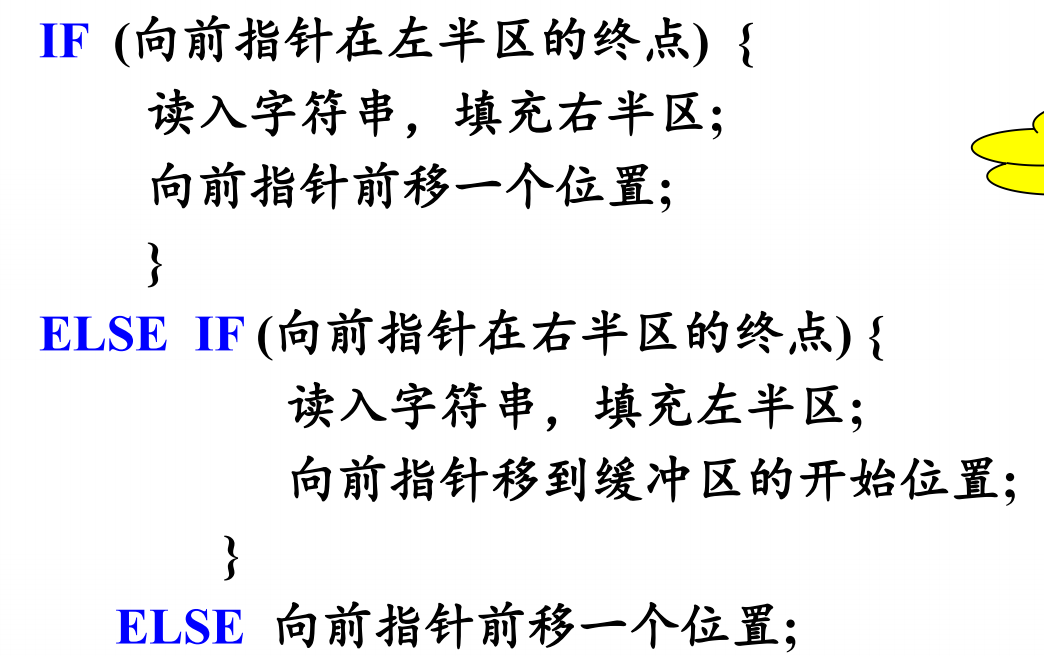 IF (向前指针在左半区的终点) {
读入字符串，填充右半区;
向前指针前移一个位置;
}
ELSE IF (向前指针在右半区的终点) {
读入字符串，填充左半区;
向前指针移到缓冲区的开始位置;
}
ELSE 向前指针前移一个位置;